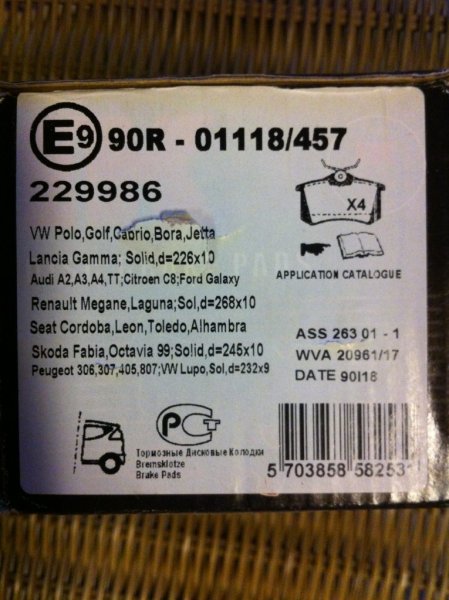 E9 90R - 01118/457
229986
X4
VW Polo,Golf,Cabrio,Bora,Jetta
Lancia Gamma; Solid,d=226x10
Audi A2,A3,A4,TT;Citroen C8;Ford Galaxy
APPLICATION CATALOGUE
Renault Megane,Laguna;Sol,d=268x10
Seat Cordoba,Leon,Toledo,Alhambra
Skoda Fabia,Octavia 99;Solid,d=245x10
Peugeot 306,307,405,807;VW Lupo,Sol,d=232x9
ASS 263 01 - 1
WVA 20961/17
DATE 90I18
РСТ
Тормозные Дисковые Колодки
Bremsklotze
Brake Pads
5 703858 582531